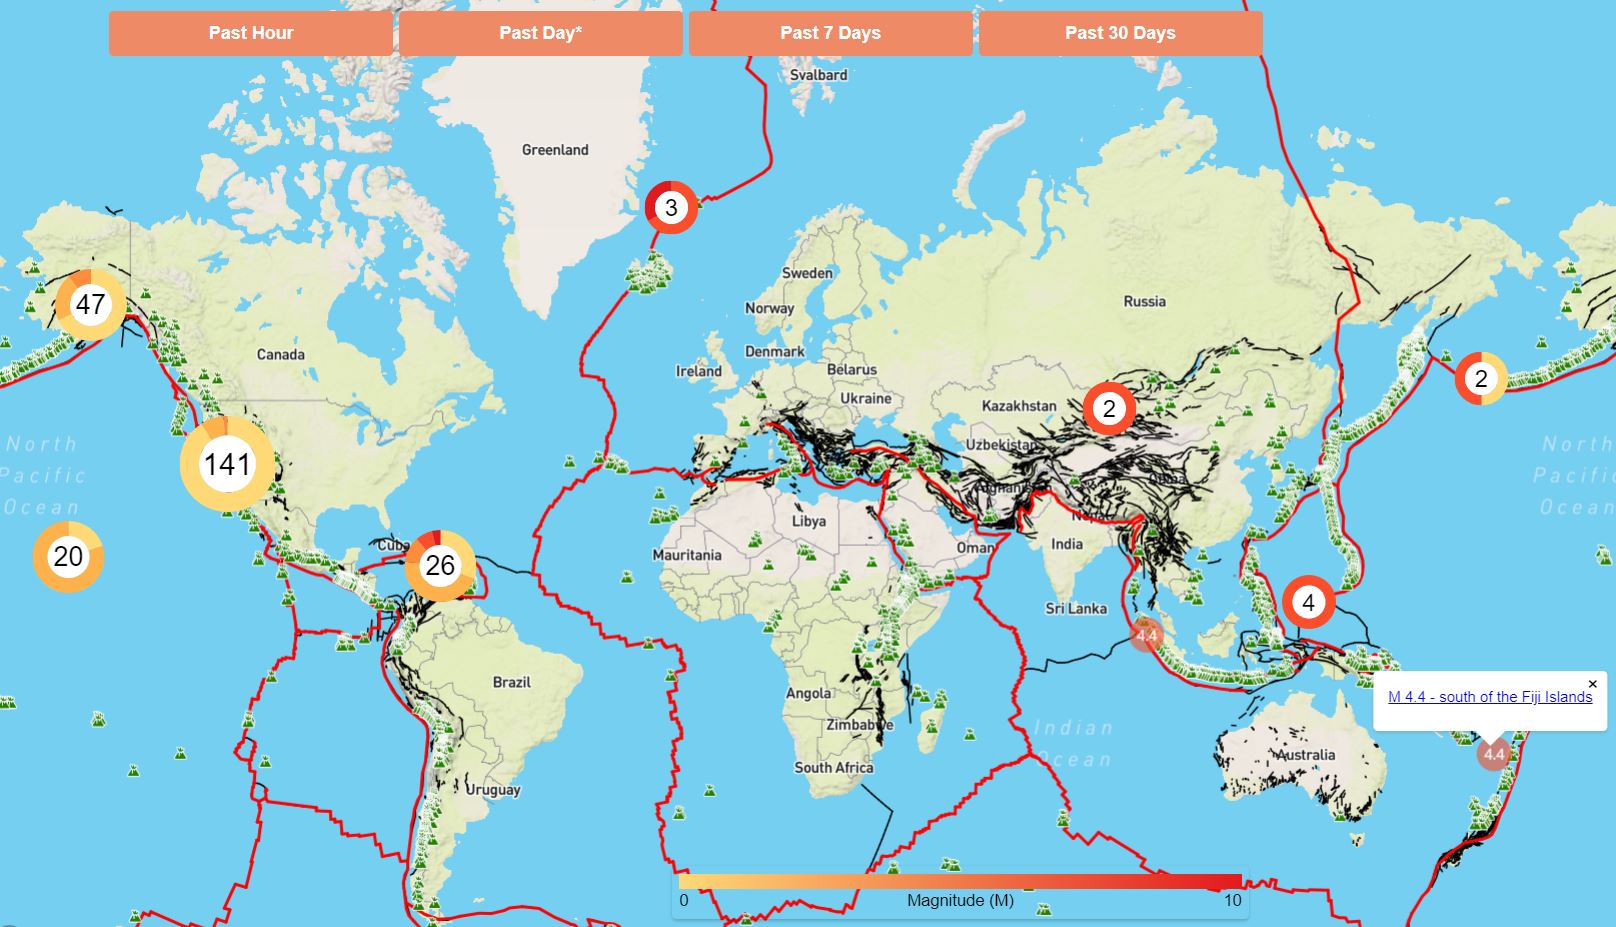 Past Hour
Past Day*
Past 7 Days
Past 30 Days
Svalbard
Greenland
3
Sweden
47
Norway
Russia
Canada
Denmark
Ireland
Belarus
2
Ukraine
Kazakhstan
2
North
Pacific
Ocean
141
Uzbekistan
North
Pacific
Ocean
Afghanistan
China
Nepal
Libya
20
Cuba
26
Mauritania
Oman
India
Sri Lanka
4
4.4
Brazil
Angola
M 4.4 - south of the Fiji Islands
×
Zimbabwe
Indian
Ocean
4.4
South Africa
Australia
Uruguay
0
Magnitude (M)
10